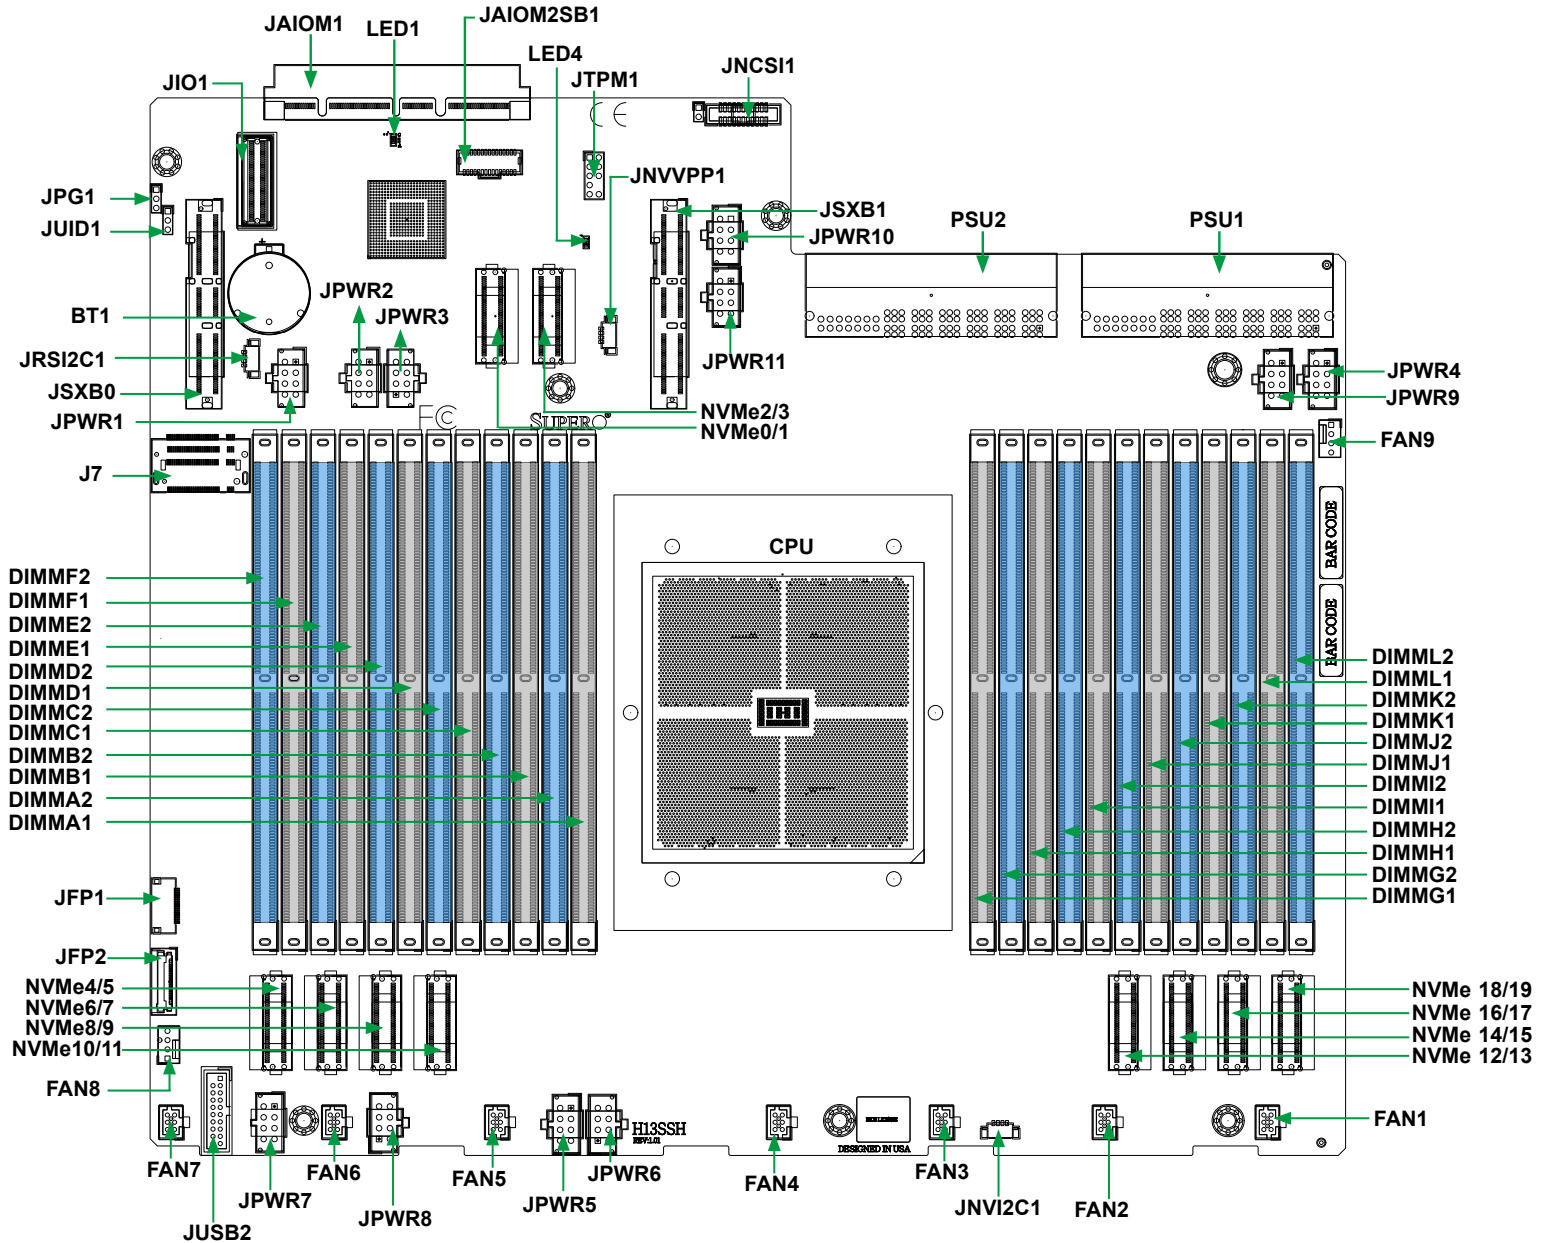 JAIOM1
LED1
JAIOM2SB1
LED4
JTPM1
JNCSI1
JIO1
JNVVPP1
JPG1
JUID1
JSXB1
JPWR10
PSU2
PSU1
JPWR2
JPWR3
BT1
JRSI2C1
JSXB0
JPWR1
JPWR11
JPWR4
JPWR9
NVMe2/3
NVMe0/1
FC
SUPERO®
FAN9
J7
CPU
BAR CODE
BAR CODE
DIMMF2
DIMMF1
DIMME2
DIMME1
DIMMD2
DIMMD1
DIMMC2
DIMMC1
DIMMB2
DIMMB1
DIMMA2
DIMMA1
DIMML2
DIMML1
DIMMK2
DIMMK1
DIMMJ2
DIMMJ1
DIMMI2
DIMMI1
DIMMH2
DIMMH1
DIMMG2
DIMMG1
JFP1
JFP2
NVMe4/5
NVMe6/7
NVMe8/9
NVMe10/11
NVMe 18/19
NVMe 16/17
NVMe 14/15
NVMe 12/13
FAN8
FAN1
H13SSH
REV:1.01
DESIGNED IN USA
FAN7
FAN6
FAN5
JPWR6
FAN4
FAN3
JPWR7
JPWR5
JNVI2C1
FAN2
JPWR8
JUSB2